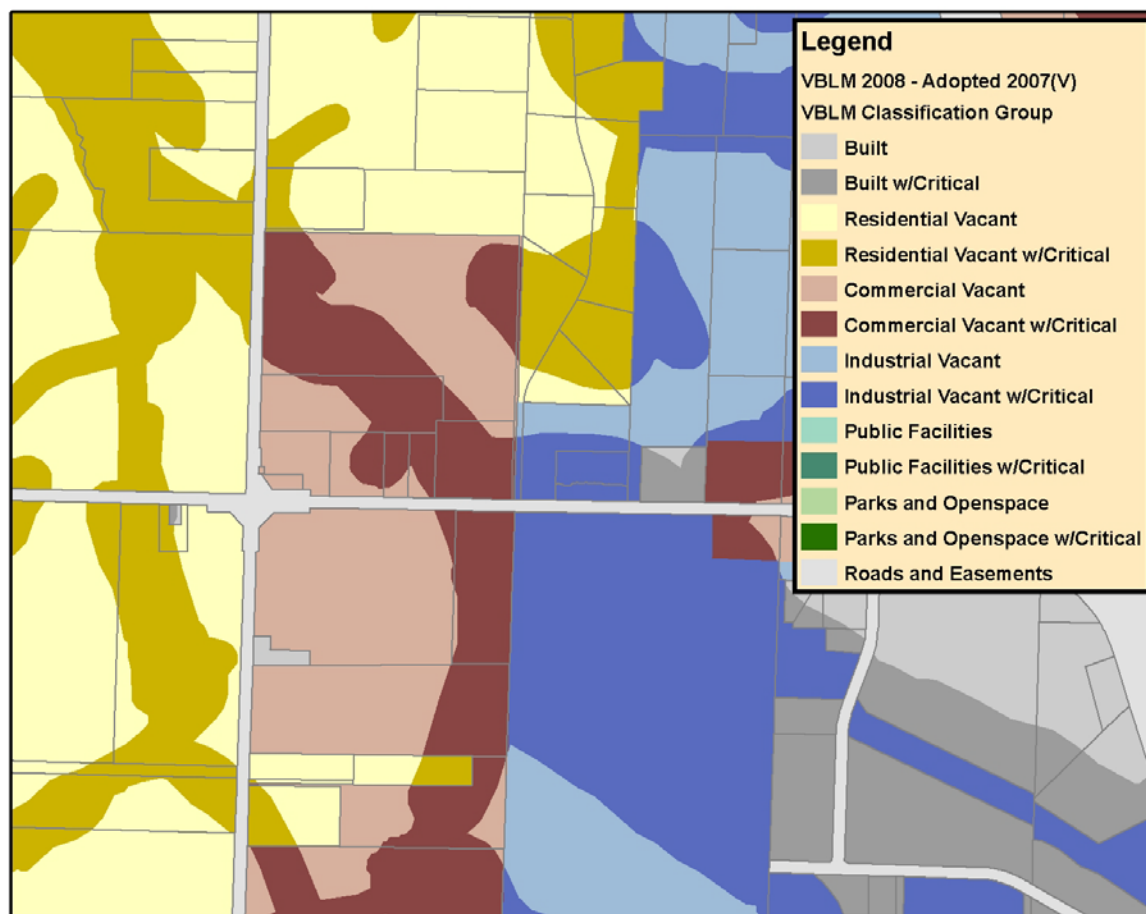 Legend
VBLM 2008 - Adopted 2007(V)
VBLM Classification Group
Built
Built w/Critical
Residential Vacant
Residential Vacant w/Critical
Commercial Vacant
Commercial Vacant w/Critical
Industrial Vacant
Industrial Vacant w/Critical
Public Facilities
Public Facilities w/Critical
Parks and Openspace
Parks and Openspace w/Critical
Roads and Easements